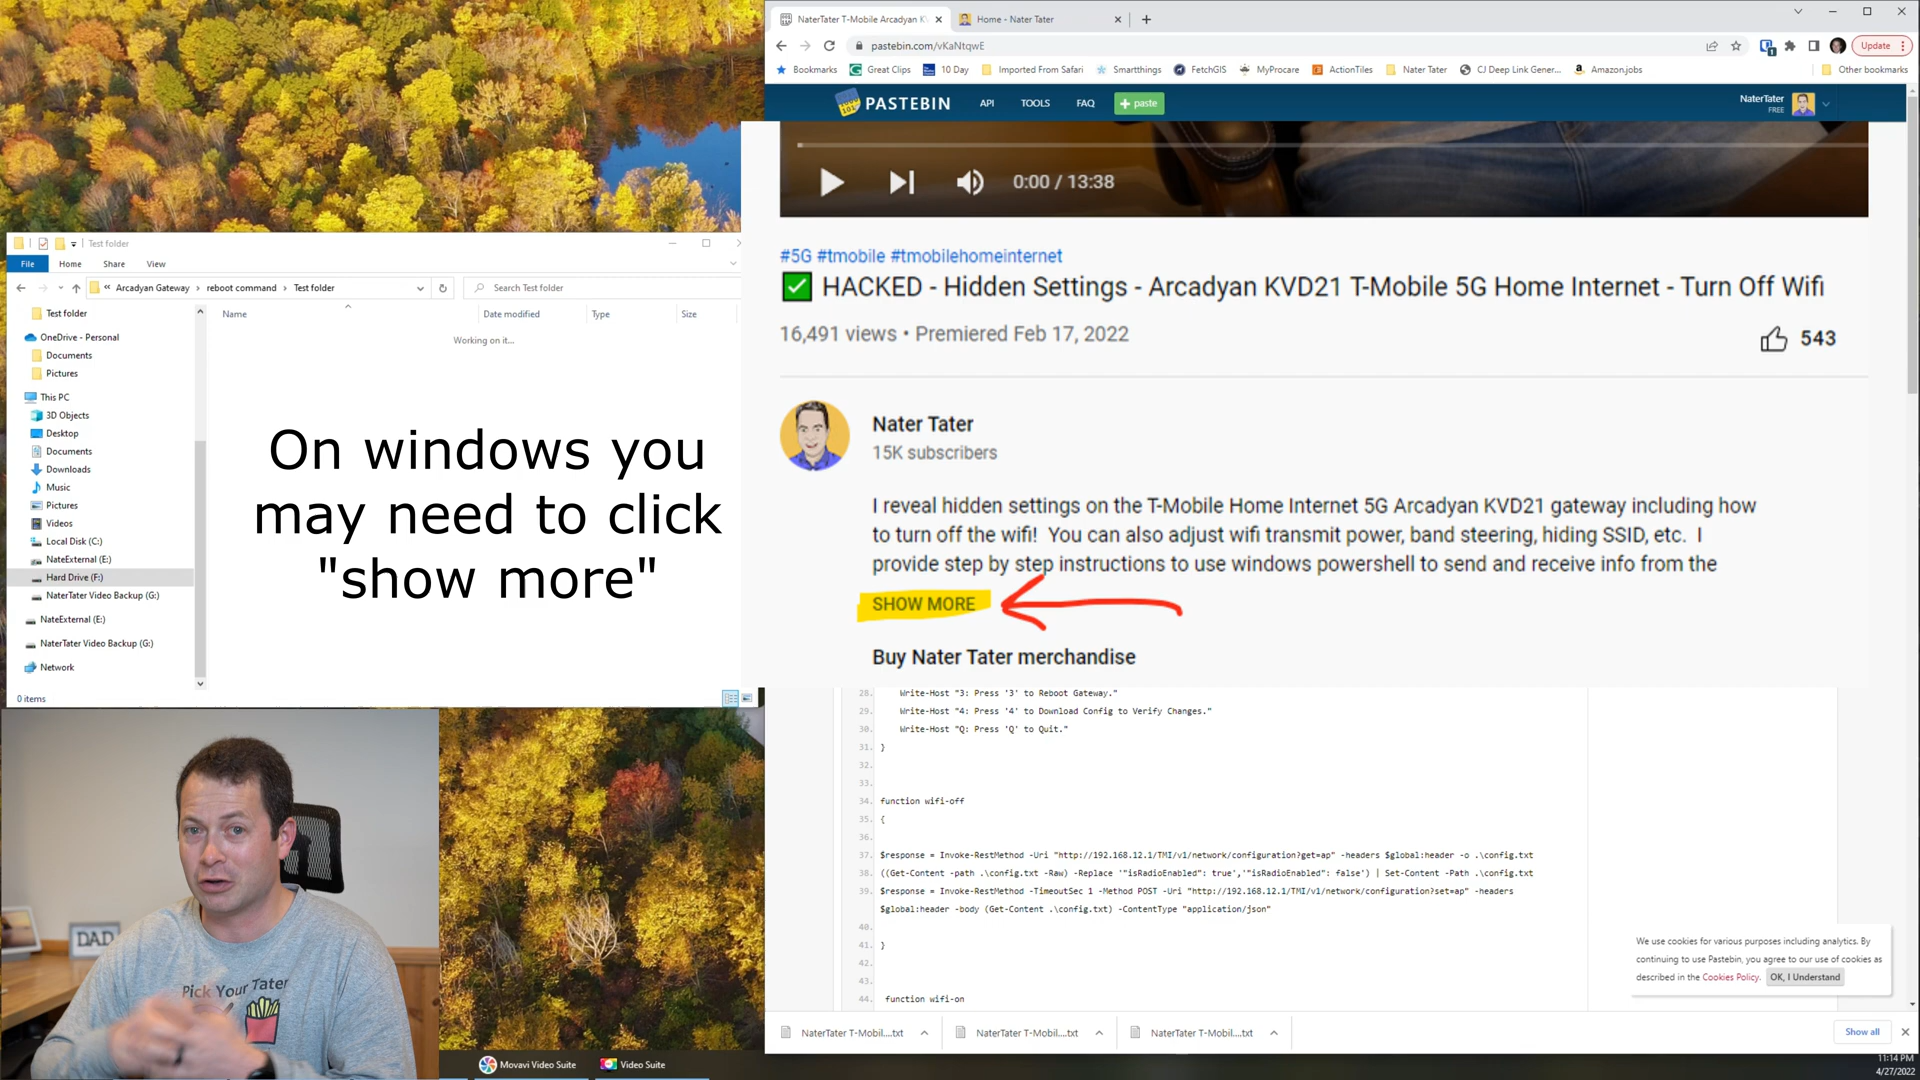 Test folder
File Home Share View
Arcadyan Gateway reboot command Test folder
Search Test folder
Name Date modified Type Size
Working on it...
Test folder
OneDrive - Personal
Documents
Pictures
This PC
3D Objects
Desktop
Documents
Downloads
Music
Pictures
Videos
Local Disk (C:)
NateExternal (E:)
Hard Drive (F:)
NaterTater Video Backup (G:)
NateExternal (E:)
NaterTater Video Backup (G:)
Network
0 items
On windows you
may need to click
"show more"
DAD
Pick Your Tater
Movavi Video Suite Video Suite
NaterTater T-Mobile Arcadyan K Home - Nater Tater
pastebin.com/vKaNtqwE
Update
Bookmarks Great Clips 10 Day Imported From Safari Smartthings FetchGIS MyProcare ActionTiles Nater Tater CJ Deep Link Gener... Amazon.jobs Other bookmarks
PASTEBIN API TOOLS FAQ + paste
NaterTater
FREE
0:00 / 13:38
#5G #tmobile #tmobilehomeinternet
✅ HACKED - Hidden Settings - Arcadyan KVD21 T-Mobile 5G Home Internet - Turn Off Wifi
16,491 views • Premiered Feb 17, 2022
543
Nater Tater
15K subscribers
I reveal hidden settings on the T-Mobile Home Internet 5G Arcadyan KVD21 gateway including how
to turn off the wifi! You can also adjust wifi transmit power, band steering, hiding SSID, etc. I
provide step by step instructions to use windows powershell to send and receive info from the
SHOW MORE
Buy Nater Tater merchandise
28. Write-Host "3: Press '3' to Reboot Gateway."
29. Write-Host "4: Press '4' to Download Config to Verify Changes."
30. Write-Host "Q: Press 'Q' to Quit."
31. }
32.
33.
34. function wifi-off
35. {
36.
37. $response = Invoke-RestMethod -Uri "http://192.168.12.1/TMI/v1/network/configuration?get=ap" -headers $global:header -o .\config.txt
38. ((Get-Content -path .\config.txt -Raw) -Replace '"isRadioEnabled": true','"isRadioEnabled": false') | Set-Content -Path .\config.txt
39. $response = Invoke-RestMethod -TimeoutSec 1 -Method POST -Uri "http://192.168.12.1/TMI/v1/network/configuration?set=ap" -headers
$global:header -body (Get-Content .\config.txt) -ContentType "application/json"
40.
41. }
42.
43.
44. function wifi-on
We use cookies for various purposes including analytics. By
continuing to use Pastebin, you agree to our use of cookies as
described in the Cookies Policy. OK, I Understand
NaterTater T-Mobil....txt NaterTater T-Mobil....txt NaterTater T-Mobil....txt
Show all
11:14 PM
4/27/2022